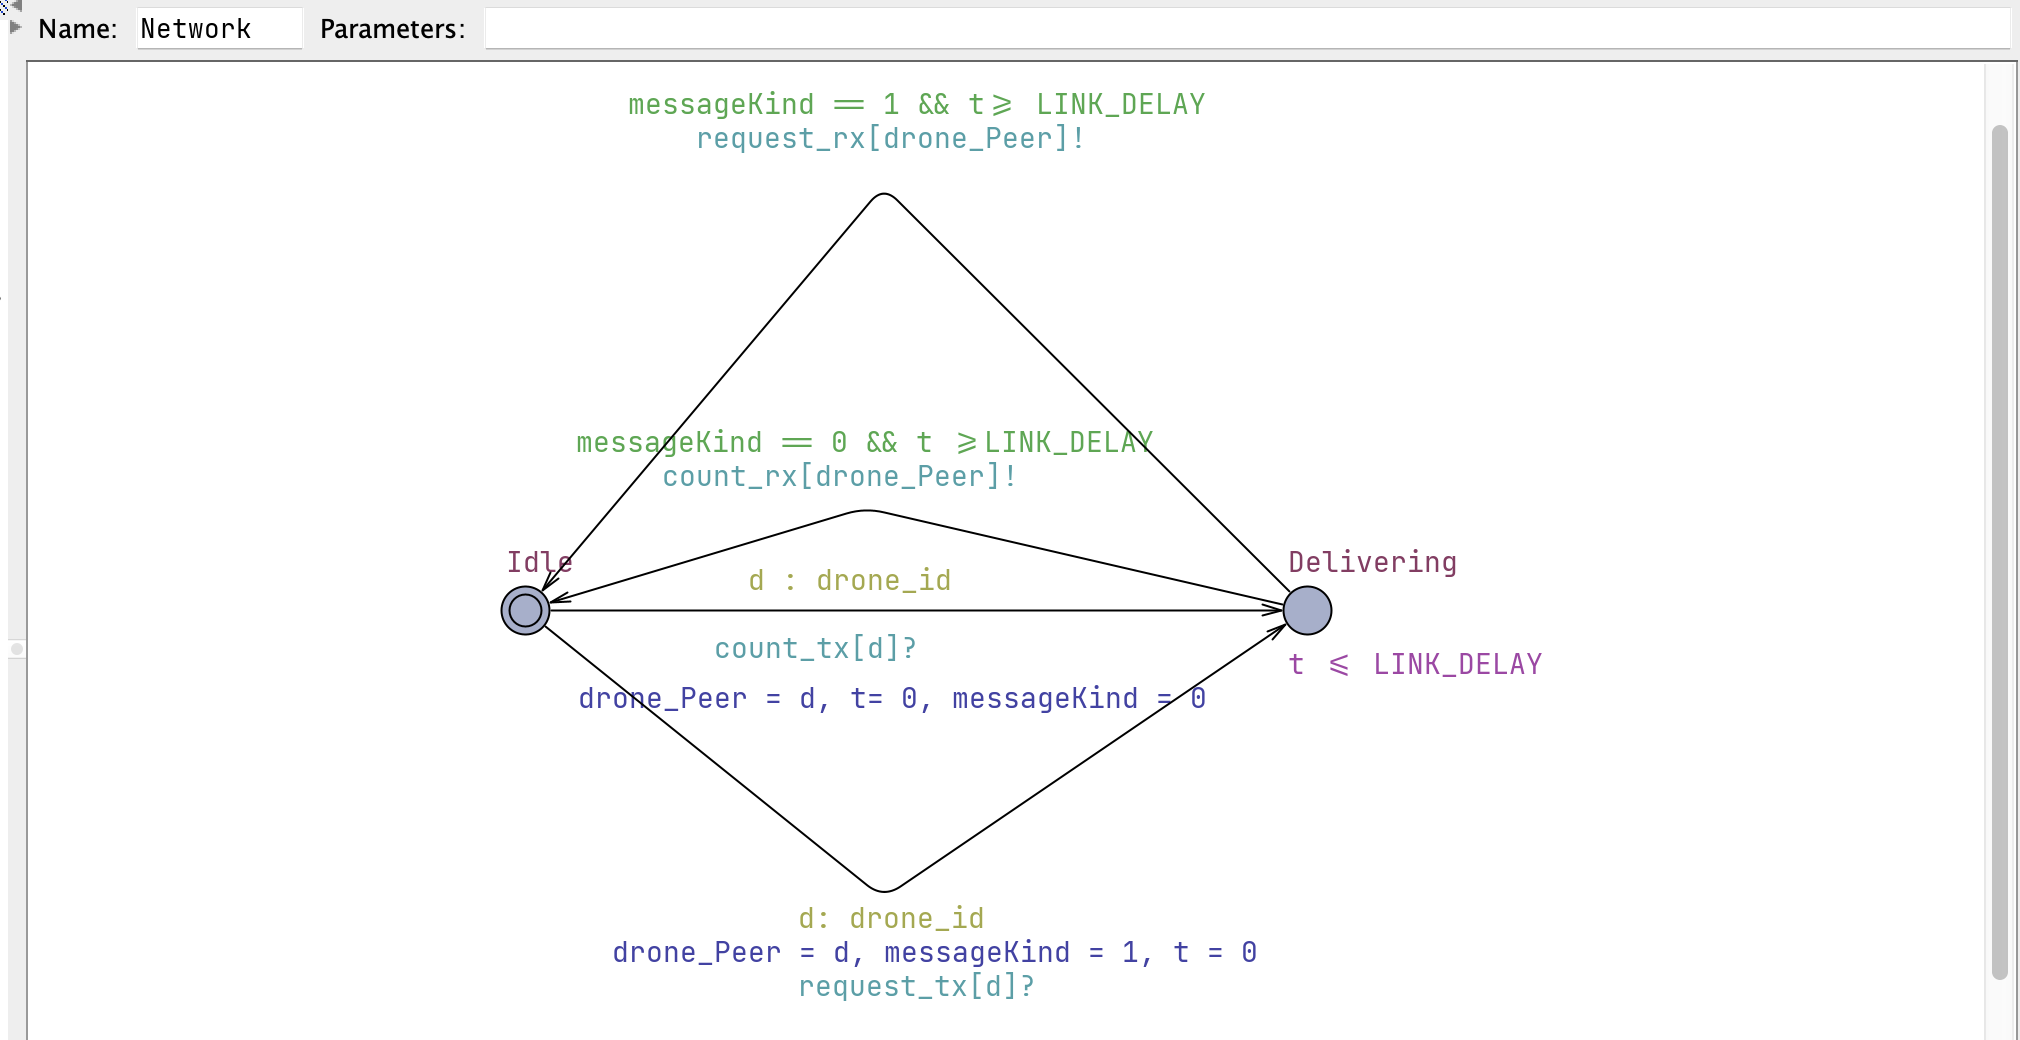 Name: Network Parameters:
messageKind == 1 && t>= LINK_DELAY
request_rx[drone_Peer]!
messageKind == 0 && t >=LINK_DELAY
count_rx[drone_Peer]!
Idle
Delivering
d : drone_id
count_tx[d]?
t <= LINK_DELAY
drone_Peer = d, t= 0, messageKind = 0
d: drone_id
drone_Peer = d, messageKind = 1, t = 0
request_tx[d]?